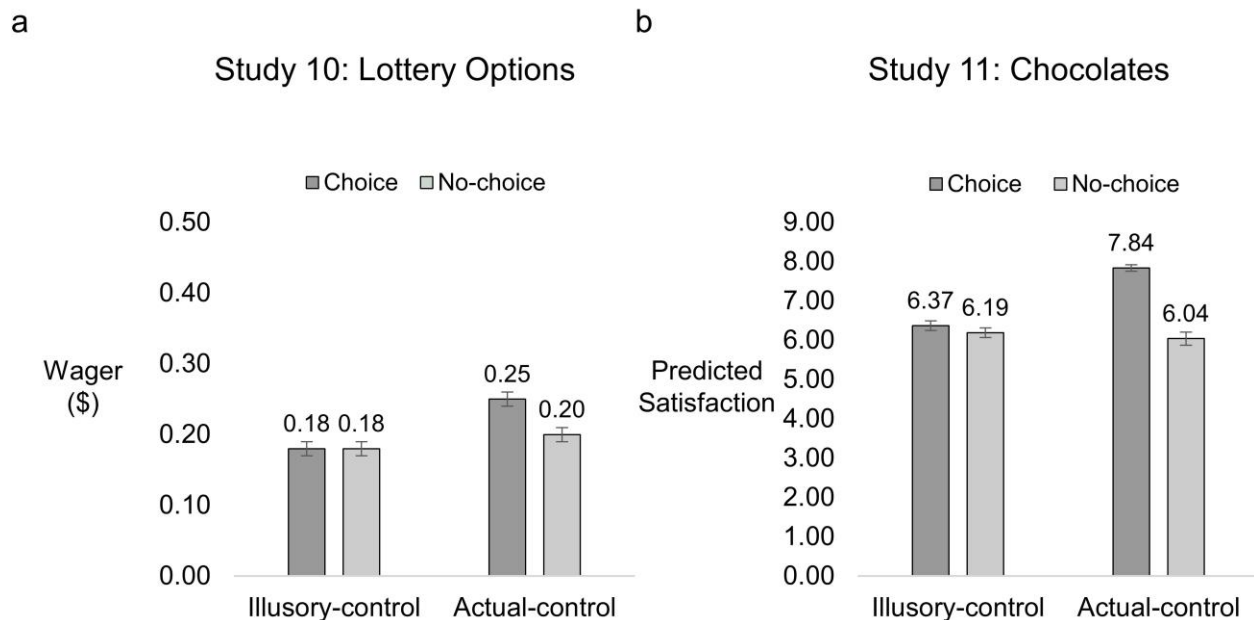 a
Study 10: Lottery Options
Choice No-choice
0.50
0.40
0.30
0.20
0.10
0.00
Wager
($)
0.18 0.18
0.25
0.20
Illusory-control Actual-control
b
Study 11: Chocolates
Choice No-choice
9.00
8.00
7.00
6.00
5.00
4.00
3.00
2.00
1.00
0.00
Predicted
Satisfaction
6.37
6.19
7.84
6.04
Illusory-control Actual-control